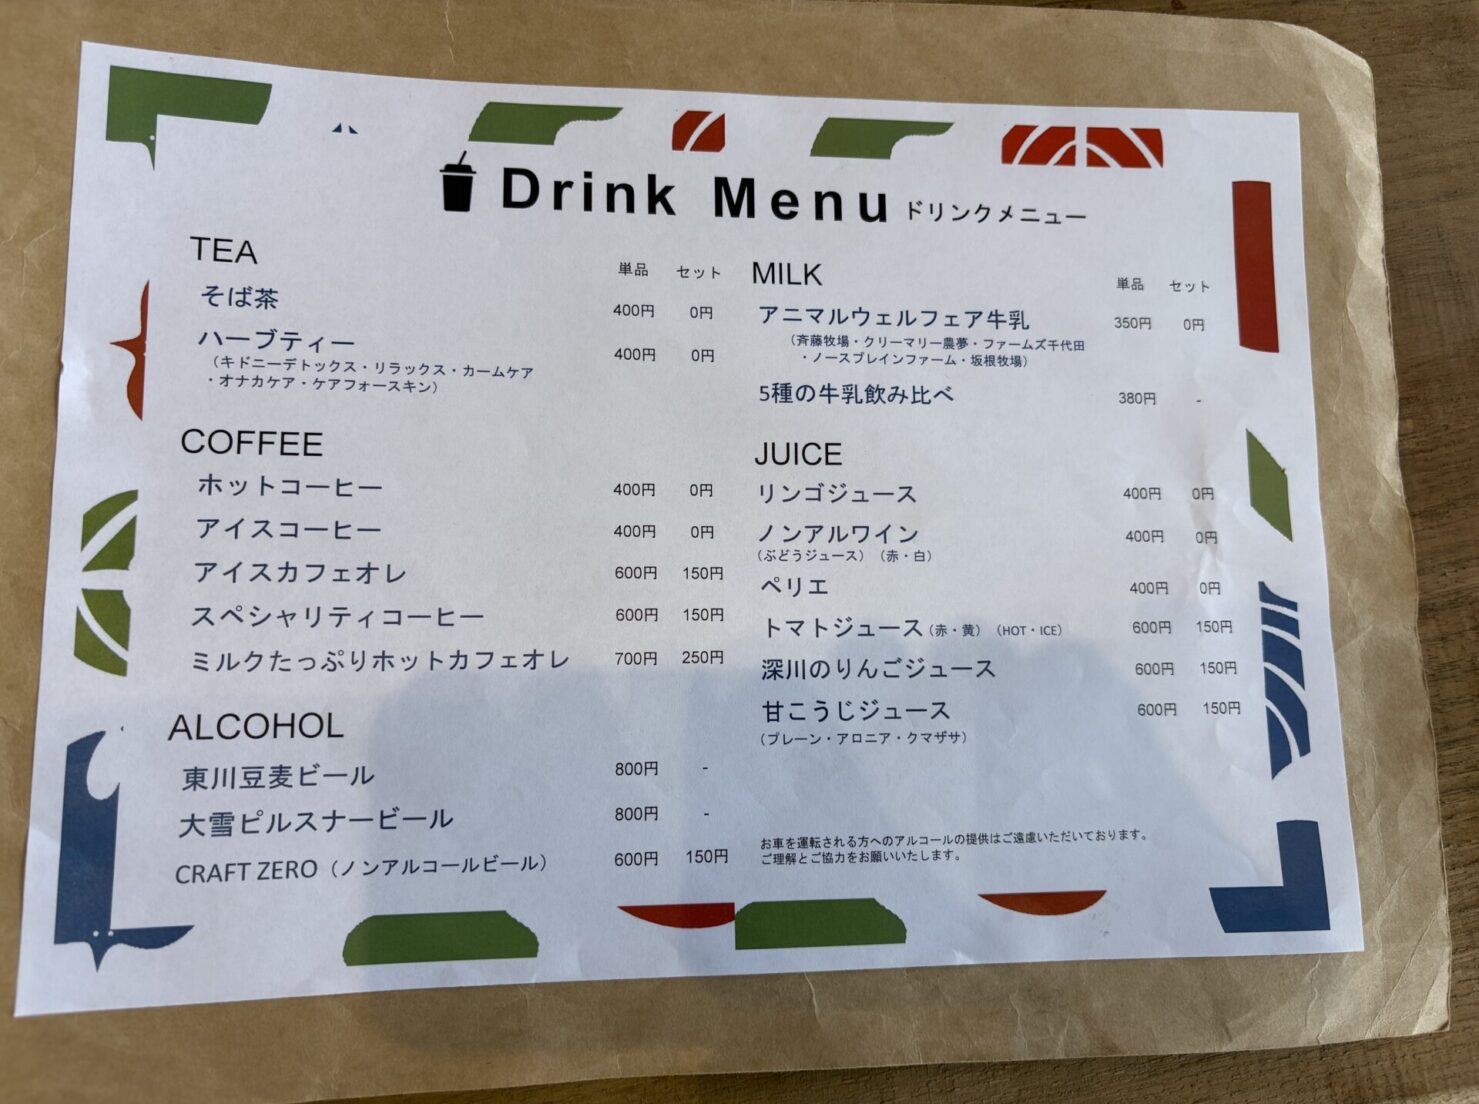 Drink Menu ドリンクメニュー
TEA
単品 セット
そば茶 400円 0円
ハーブティー 400円 0円
（キドニーデトックス・リラックス・カームケア
・オナカケア・ケアフォースキン）
COFFEE
ホットコーヒー 400円 0円
アイスコーヒー 400円 0円
アイスカフェオレ 600円 150円
スペシャリティコーヒー 600円 150円
ミルクたっぷりホットカフェオレ 700円 250円
ALCOHOL
東川豆麦ビール 800円 -
大雪ピルスナービール 800円 -
CRAFT ZERO（ノンアルコールビール） 600円 150円
MILK
単品 セット
アニマルウェルフェア牛乳 350円 0円
（斉藤牧場・クリーマリー農夢・ファームズ千代田
・ノースプレインファーム・坂根牧場）
5種の牛乳飲み比べ 380円 -
JUICE
リンゴジュース 400円 0円
ノンアルワイン 400円 0円
（ぶどうジュース）（赤・白）
ペリエ 400円 0円
トマトジュース（赤・黄）（HOT・ICE） 600円 150円
深川のりんごジュース 600円 150円
甘こうじジュース 600円 150円
（プレーン・アロニア・クマザサ）
お車を運転される方へのアルコールの提供はご遠慮いただいております。
ご理解とご協力をお願いいたします。